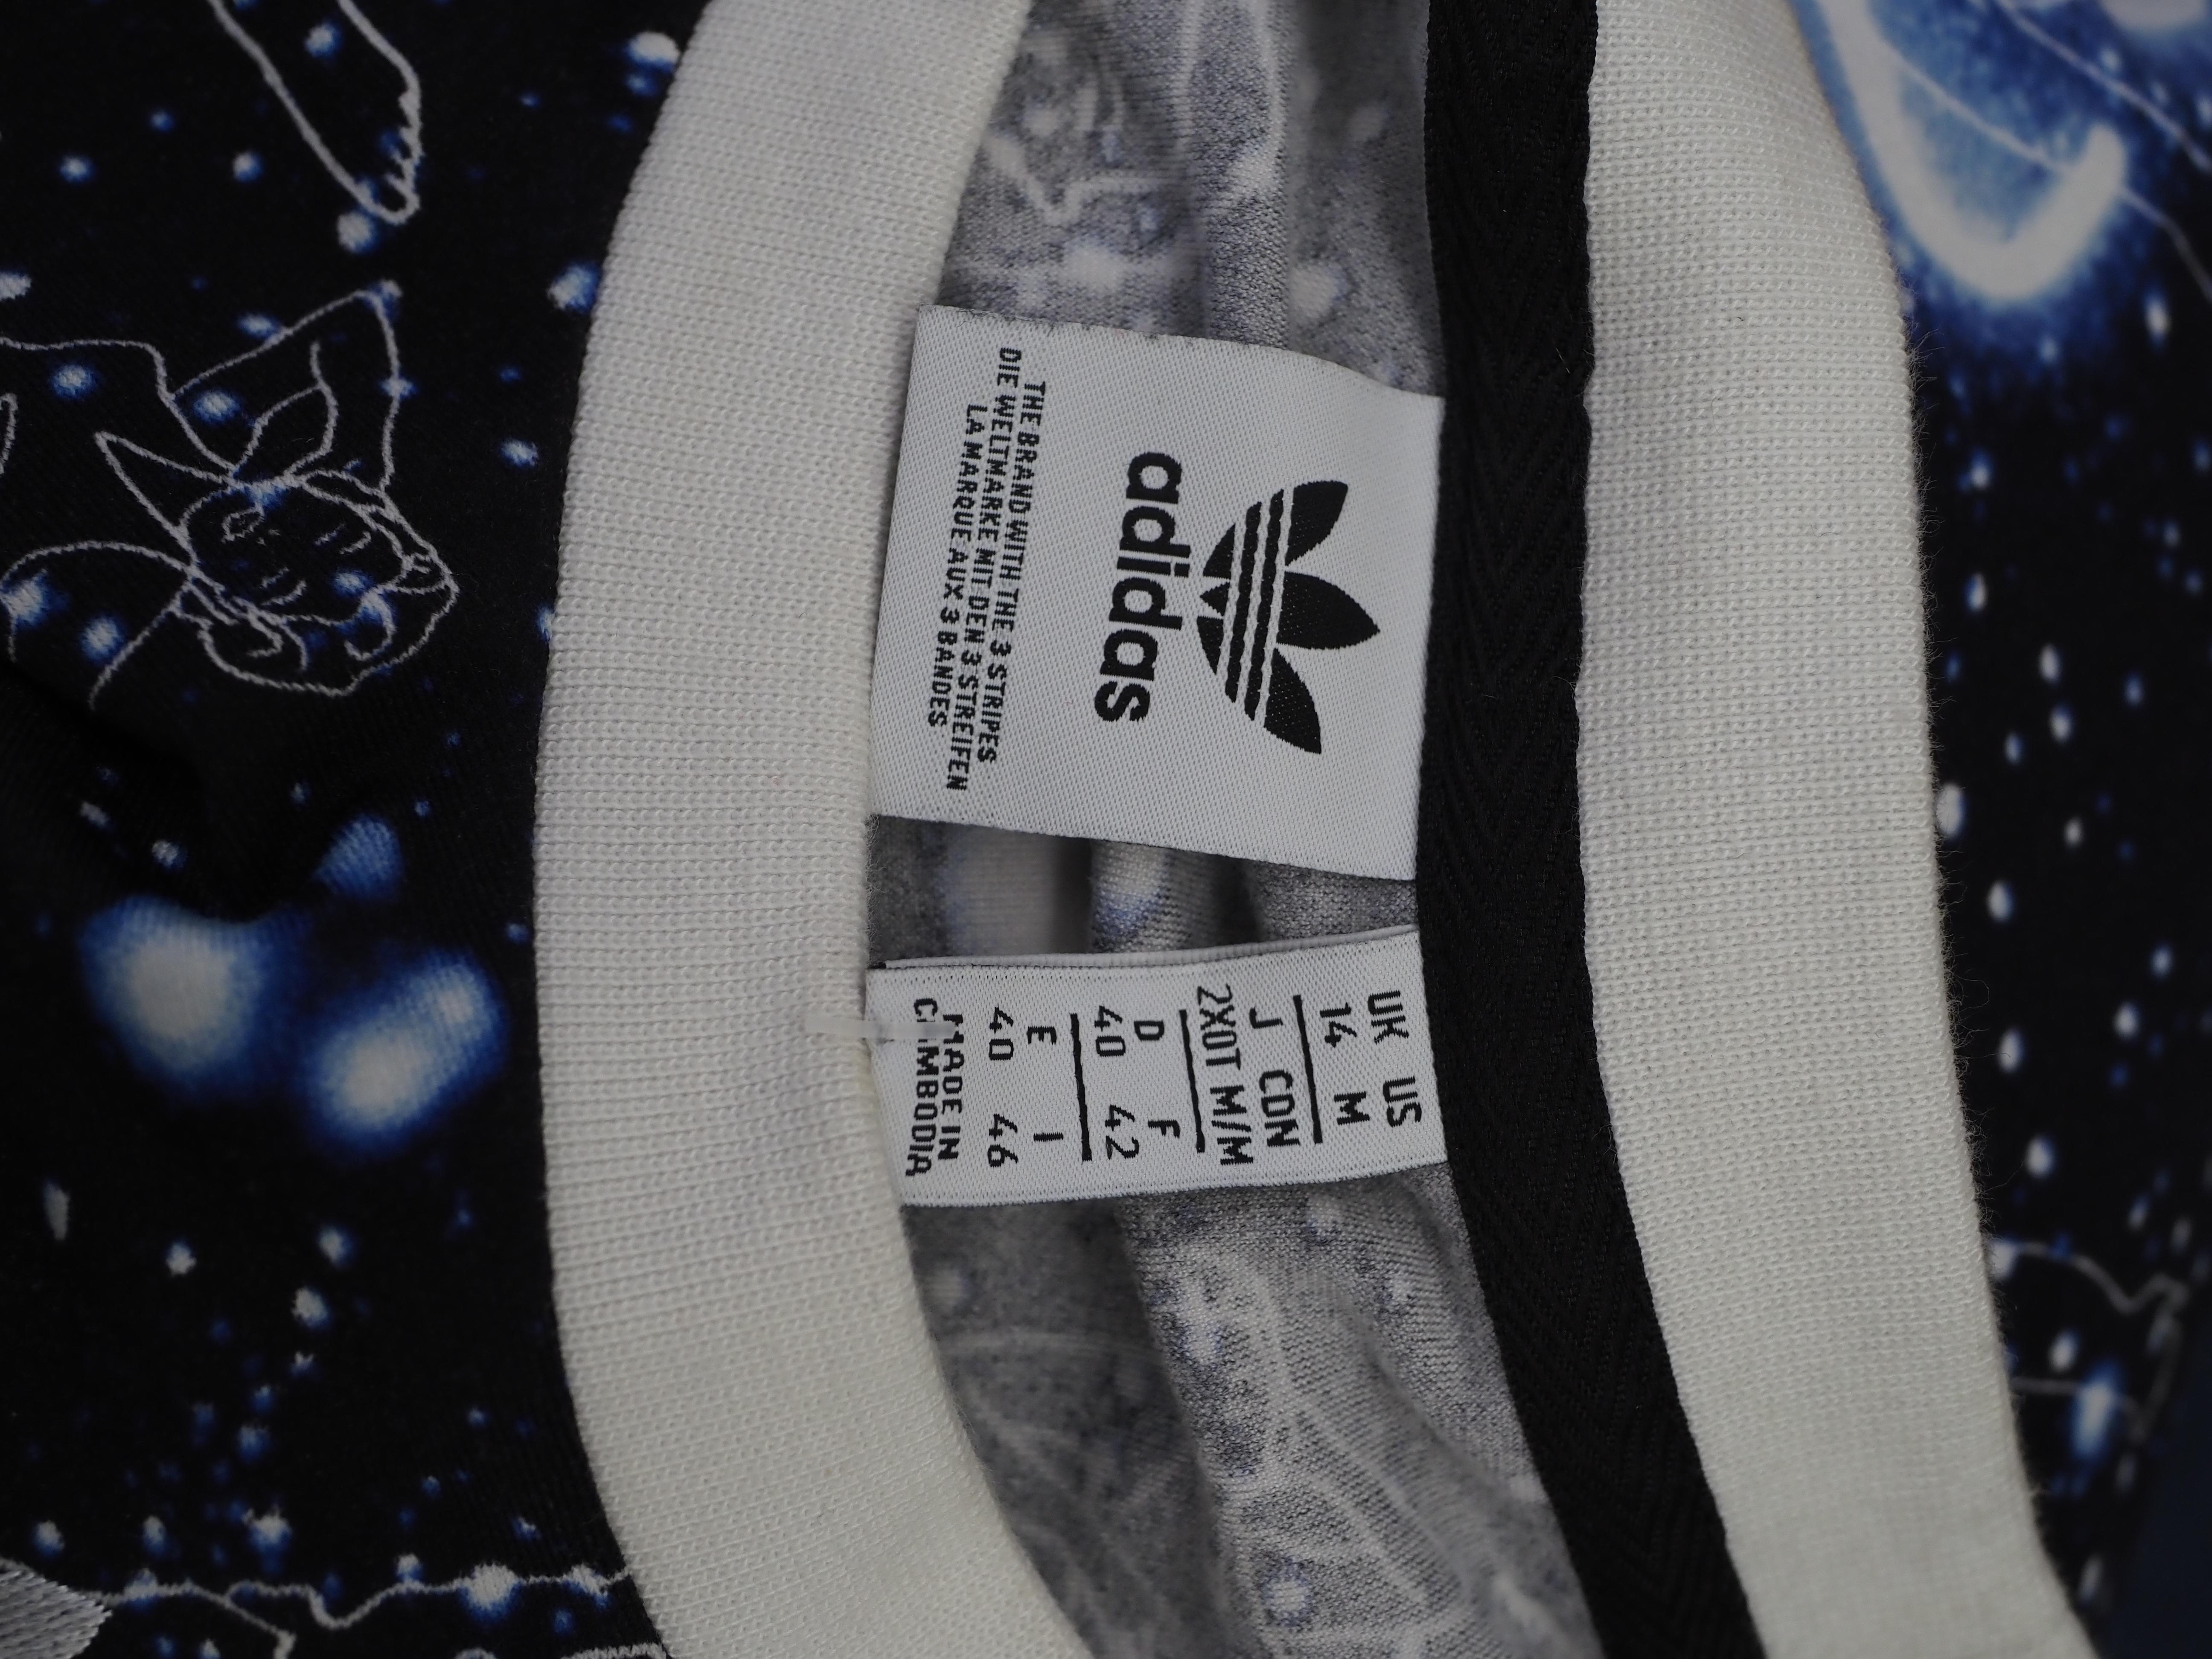 adidas
THE BRAND WITH THE 3 STRIPES
DIE WELTMARKE MIT DEN 3 STREIFEN
LA MARQUE AUX 3 BANDES
UK US
14 M
J CDN
2XOT M/M
D F
40 42
E I
40 46
MADE IN
CAMBODIA